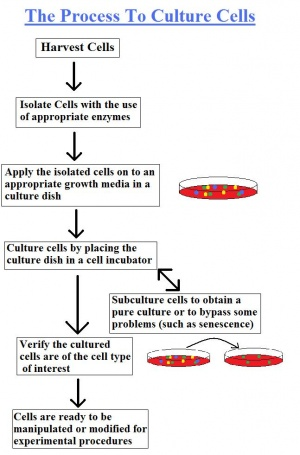 The Process To Culture Cells
Harvest Cells
Isolate Cells with the use
of appropriate enzymes
Apply the isolated cells on to an
appropriate growth media in a
culture dish
Culture cells by placing the
culture dish in a cell incubator
Subculture cells to obtain a
pure culture or to bypass some
problems (such as senescence)
Verify the cultured
cells are of the cell type
of interest
Cells are ready to be
manipulated or modified for
experimental procedures